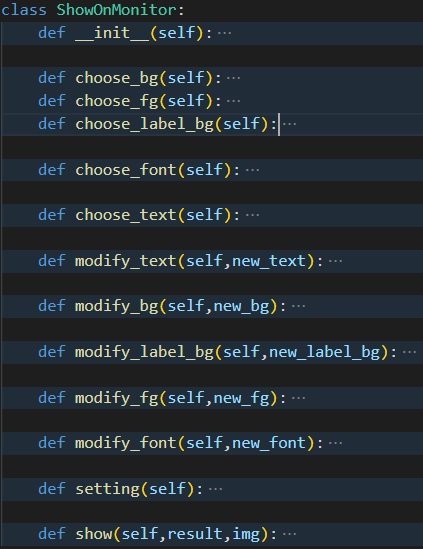 class ShowOnMonitor:
def __init__(self):···
def choose_bg(self):···
def choose_fg(self):···
def choose_label_bg(self):···
def choose_font(self):···
def choose_text(self):···
def modify_text(self,new_text):···
def modify_bg(self,new_bg):···
def modify_label_bg(self,new_label_bg):···
def modify_fg(self,new_fg):···
def modify_font(self,new_font):···
def setting(self):···
def show(self,result,img):···